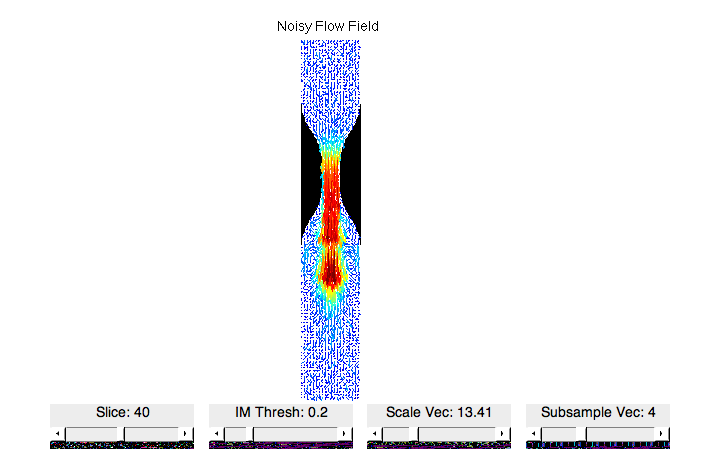 Noisy Flow Field
Slice: 40
IM Thresh: 0.2
Scale Vec: 13.41
Subsample Vec: 4